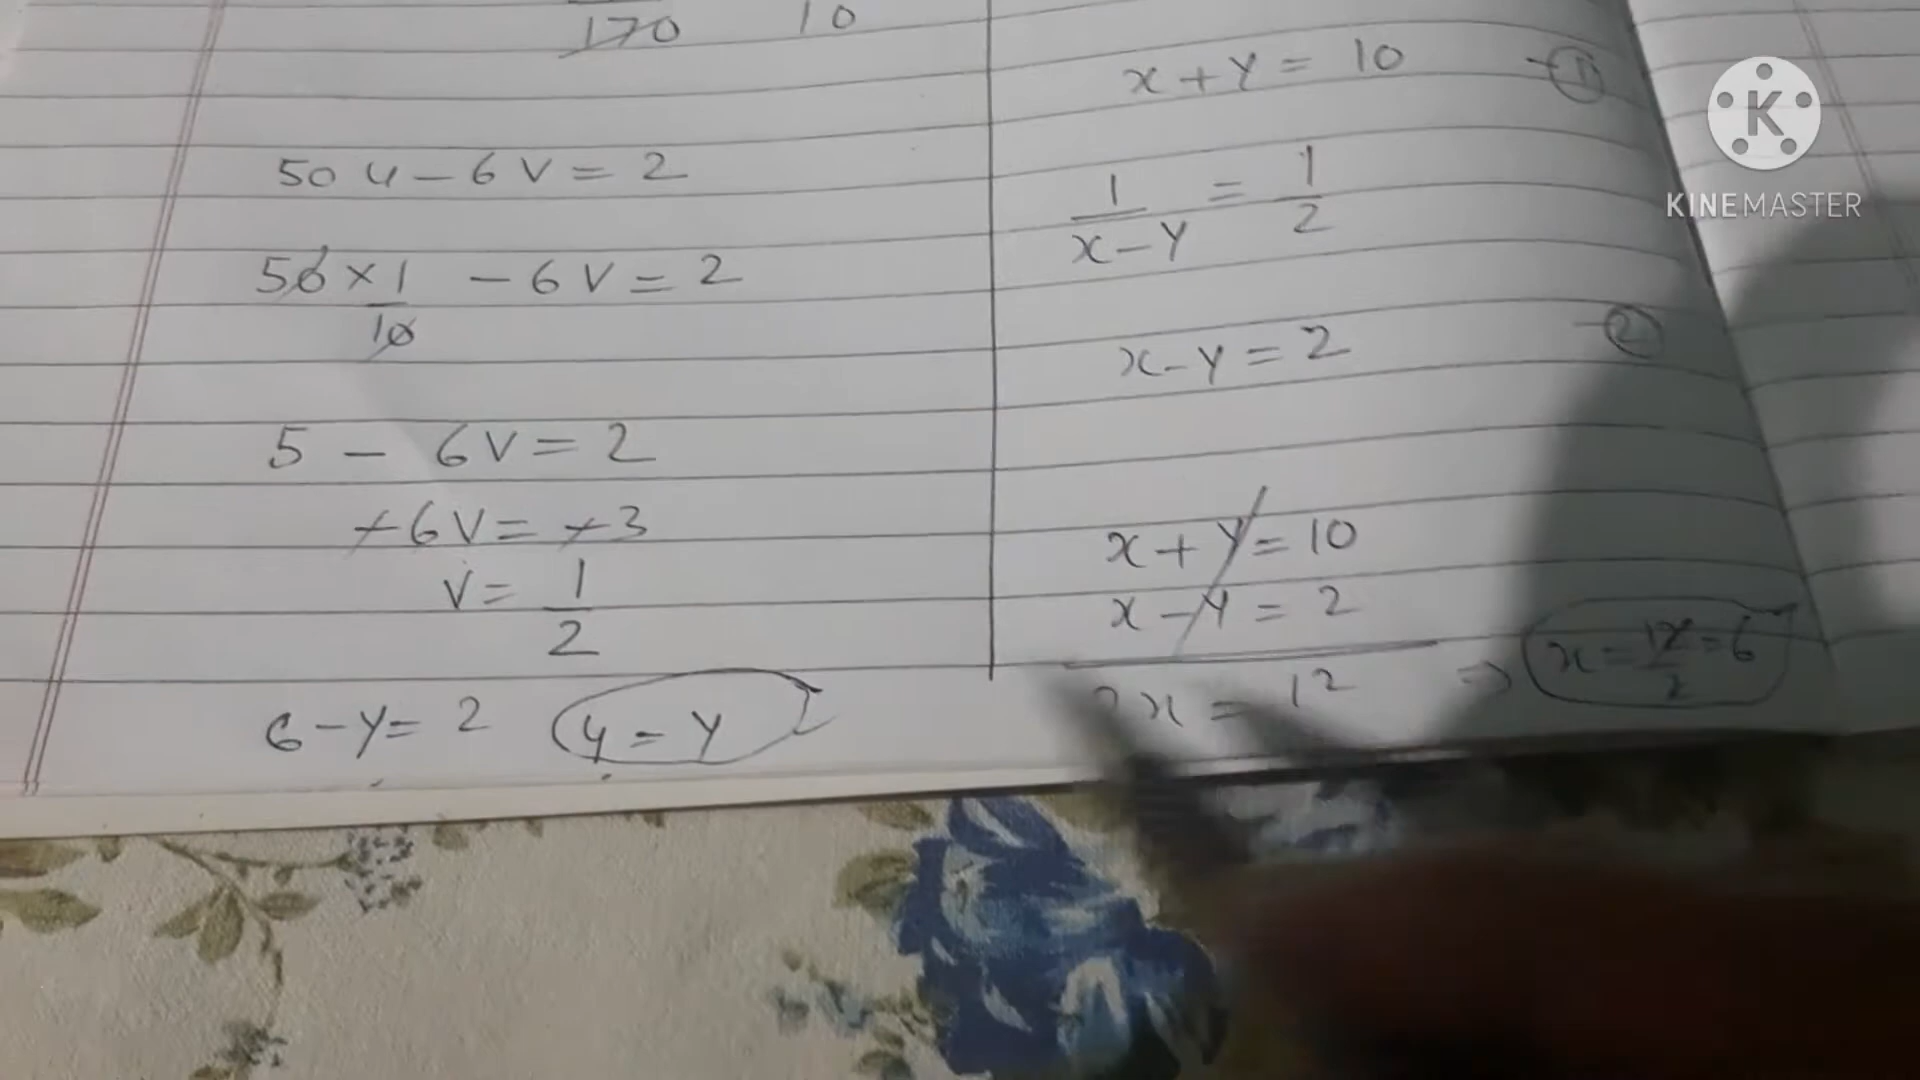 170 10
50u - 6v = 2
50 × 1/10 - 6v = 2
5 - 6v = 2
+6v = +3
v = 1/2
6 - y = 2 4 = y
x + y = 10 - ①
1/(x - y) = 1/2
x - y = 2 - ②
x + y = 10
x - y = 2
2x = 12 ⇒ x = 12/2 = 6
K
KINEMASTER